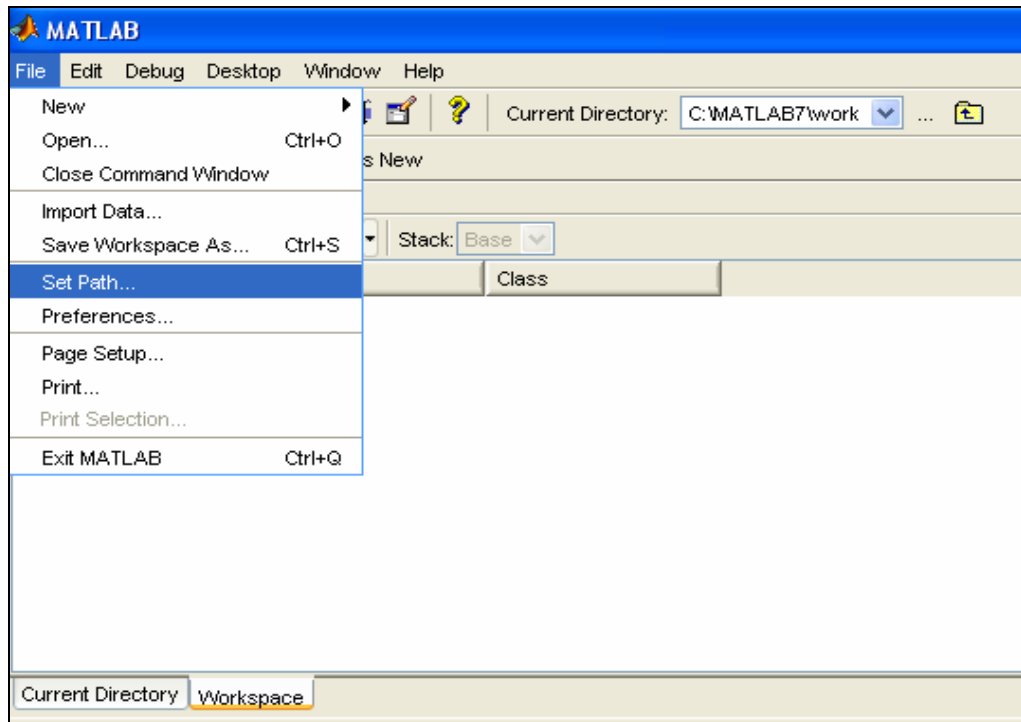 MATLAB
File Edit Debug Desktop Window Help
New
Open... Ctrl+O
Close Command Window
Import Data...
Save Workspace As... Ctrl+S
Set Path...
Preferences...
Page Setup...
Print...
Print Selection...
Exit MATLAB Ctrl+Q
Current Directory: C:\MATLAB7\work ...
s New
Stack: Base
Class
Current Directory Workspace